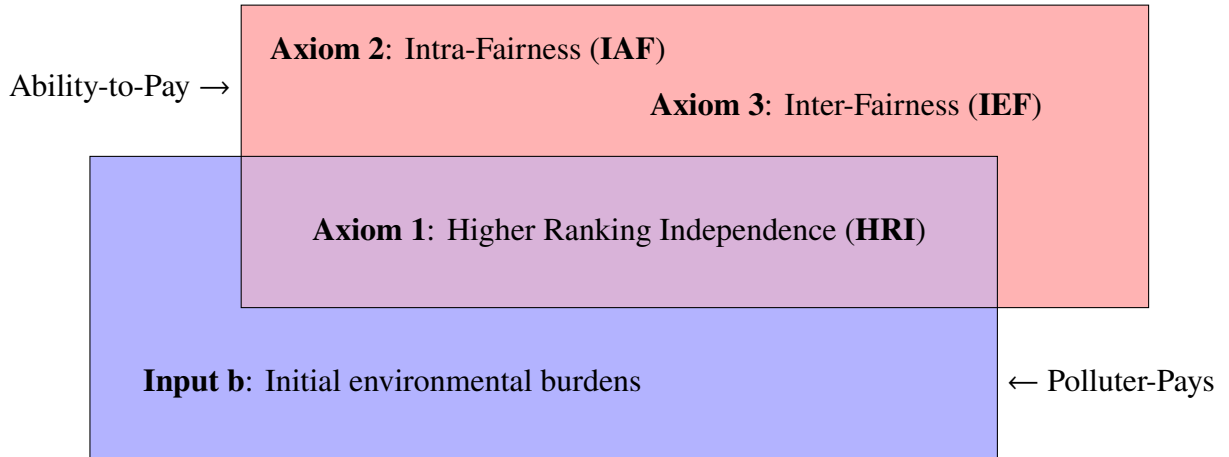 Axiom 2: Intra-Fairness (IAF)
Ability-to-Pay →
Axiom 3: Inter-Fairness (IEF)
Axiom 1: Higher Ranking Independence (HRI)
Input b: Initial environmental burdens
← Polluter-Pays